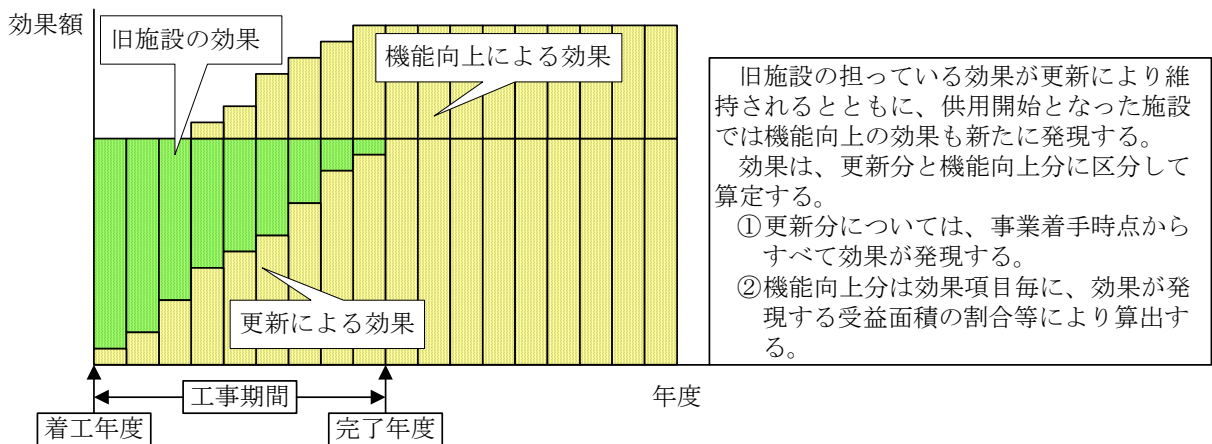 効果額
旧施設の効果
機能向上による効果
更新による効果
工事期間
着工年度
完了年度
年度
旧施設の担っている効果が更新により維
持されるとともに、供用開始となった施設
では機能向上の効果も新たに発現する。
効果は、更新分と機能向上分に区分して
算定する。
①更新分については、事業着手時点から
すべて効果が発現する。
②機能向上分は効果項目毎に、効果が発
現する受益面積の割合等により算出す
る。